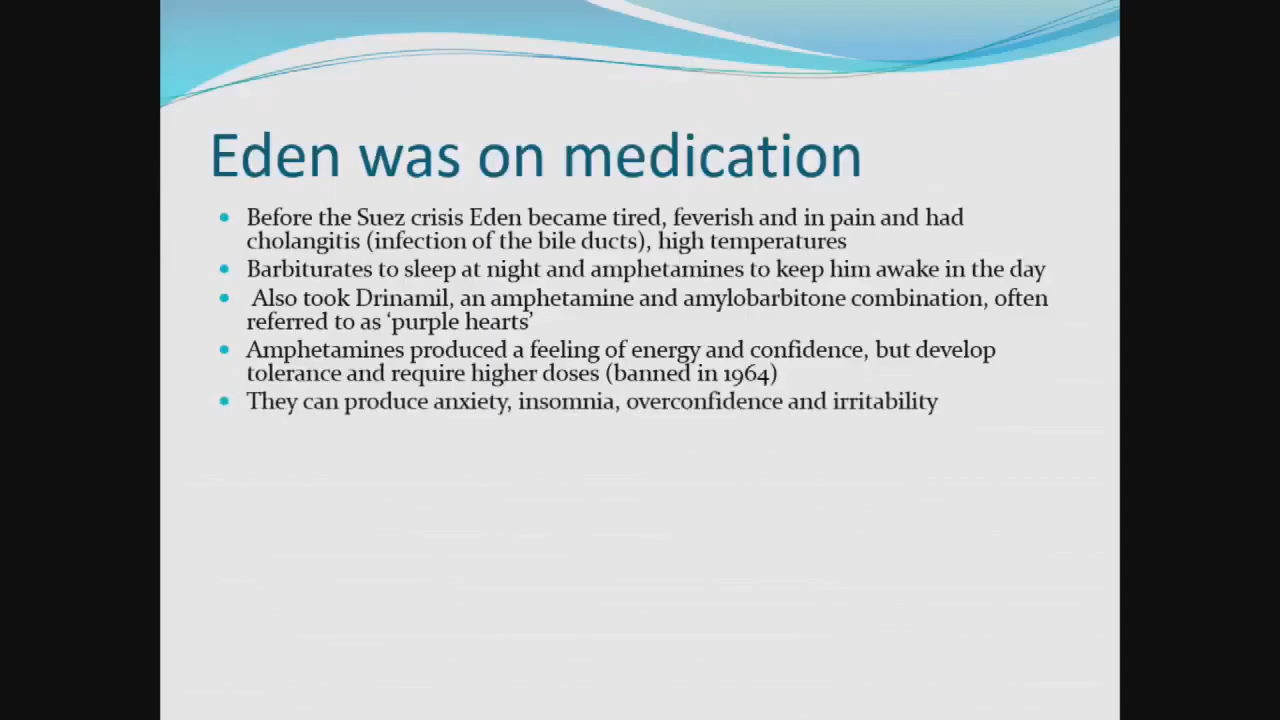 Eden was on medication
Before the Suez crisis Eden became tired, feverish and in pain and had
cholangitis (infection of the bile ducts), high temperatures
Barbiturates to sleep at night and amphetamines to keep him awake in the day
Also took Drinamil, an amphetamine and amylobarbitone combination, often
referred to as ‘purple hearts’
Amphetamines produced a feeling of energy and confidence, but develop
tolerance and require higher doses (banned in 1964)
They can produce anxiety, insomnia, overconfidence and irritability